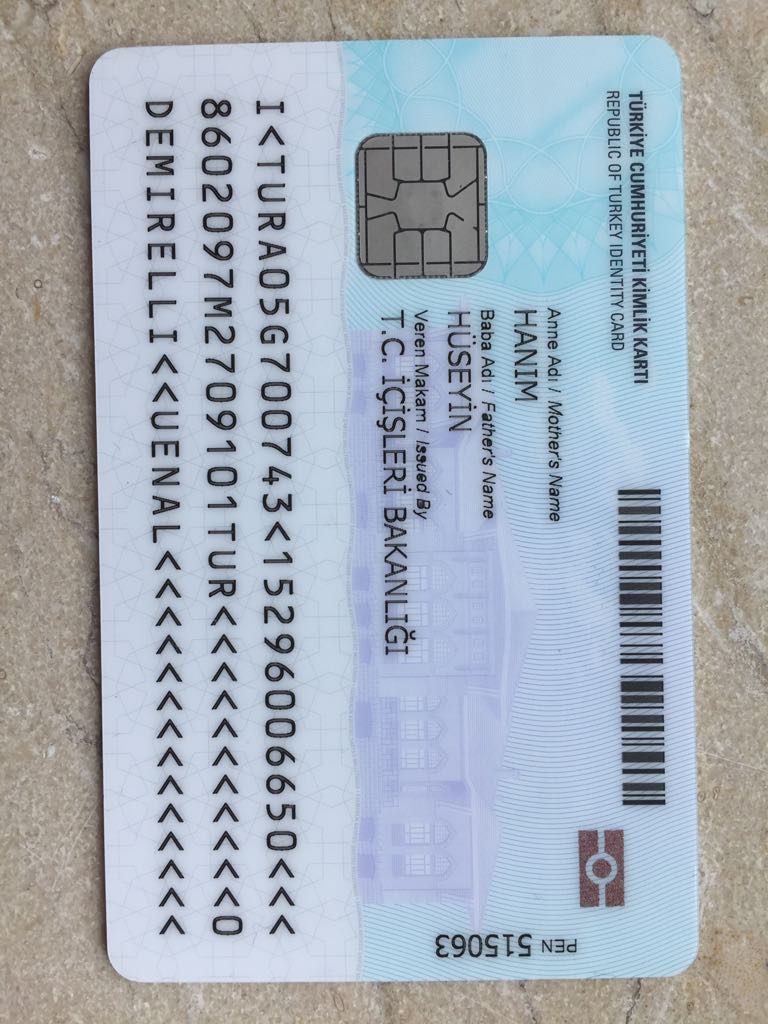 TÜRKİYE CUMHURİYETİ KİMLİK KARTI
REPUBLIC OF TURKEY IDENTITY CARD
Anne Adı / Mother's Name
HANIM
Baba Adı / Father's Name
HÜSEYİN
Veren Makam / Issued By
T.C. İÇİŞLERİ BAKANLIĞI
PEN 515063
I<TURA05G700743<15296006650<<<
8602097M2709101TUR<<<<<<<<<<<0
DEMIRELLI<<UENAL<<<<<<<<<<<<<<